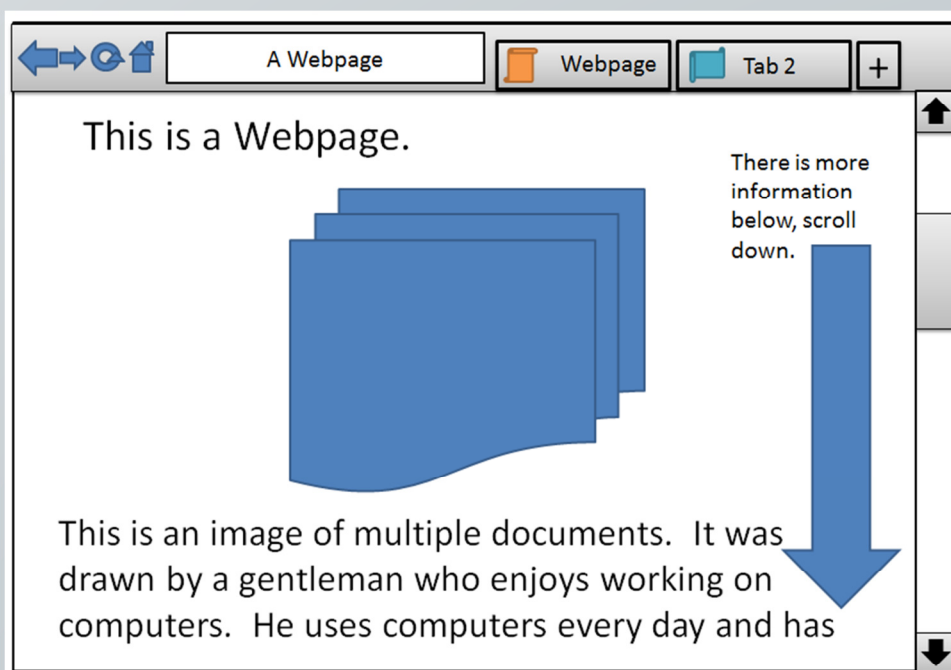 A Webpage
Webpage
Tab 2
+
This is a Webpage.
There is more
information
below, scroll
down.
This is an image of multiple documents.  It was
drawn by a gentleman who enjoys working on
computers.  He uses computers every day and has